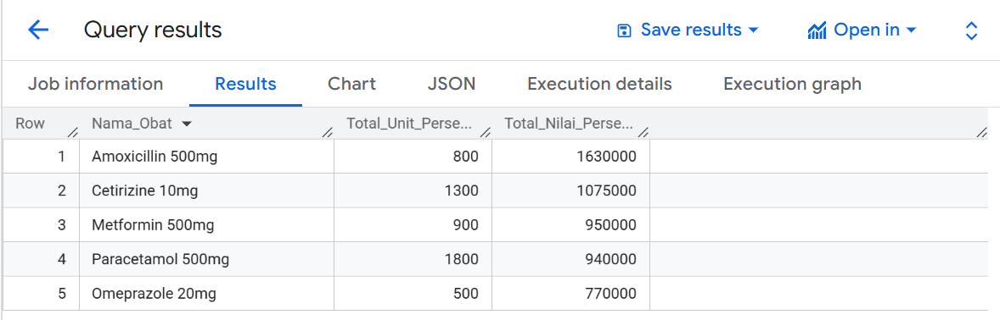 Query results Save results Open in
Job information Results Chart JSON Execution details Execution graph
Row Nama_Obat Total_Unit_Perse... Total_Nilai_Perse...
1 Amoxicillin 500mg 800 1630000
2 Cetirizine 10mg 1300 1075000
3 Metformin 500mg 900 950000
4 Paracetamol 500mg 1800 940000
5 Omeprazole 20mg 500 770000